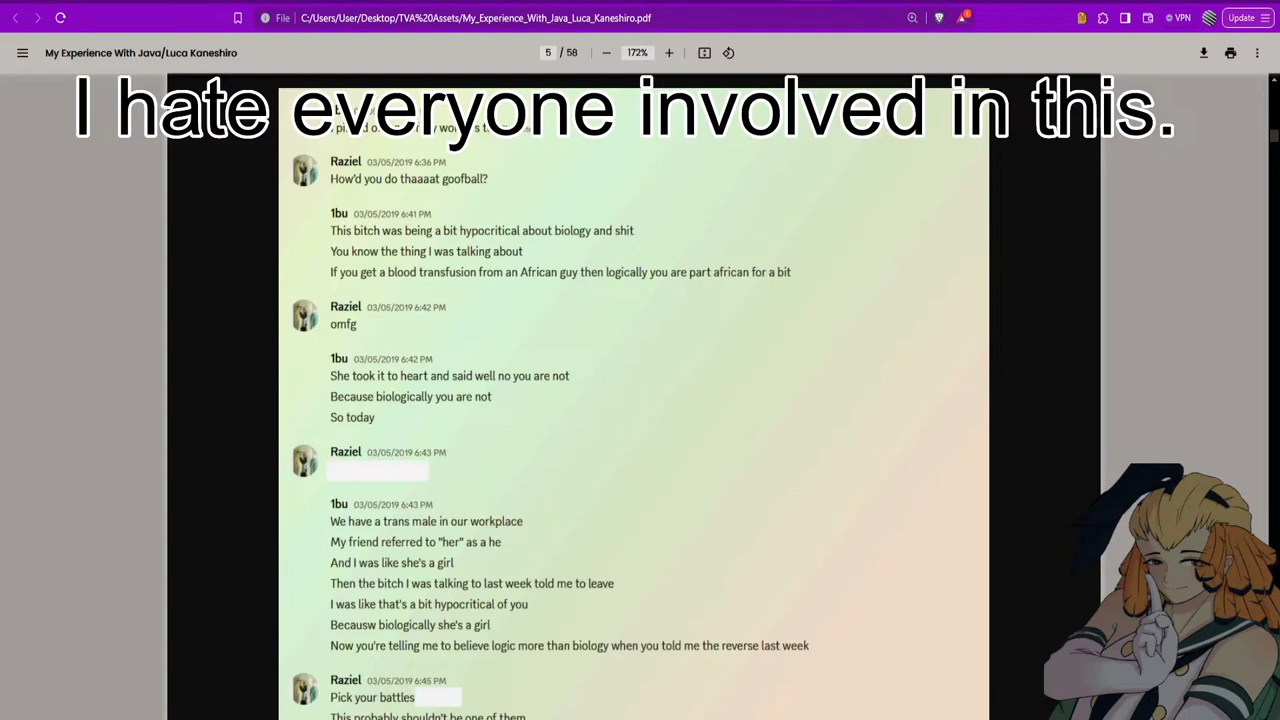 File
C:/Users/User/Desktop/TVA%20Assets/My_Experience_With_Java_Luca_Kaneshiro.pdf
1
VPN
Update
My Experience With Java/Luca Kaneshiro
5 / 58
172%
I hate everyone involved in this.
Raziel 03/05/2019 6:36 PM
How'd you do thaaaat goofball?
1bu 03/05/2019 6:41 PM
This bitch was being a bit hypocritical about biology and shit
You know the thing I was talking about
If you get a blood transfusion from an African guy then logically you are part african for a bit
Raziel 03/05/2019 6:42 PM
omfg
1bu 03/05/2019 6:42 PM
She took it to heart and said well no you are not
Because biologically you are not
So today
Raziel 03/05/2019 6:43 PM
1bu 03/05/2019 6:43 PM
We have a trans male in our workplace
My friend referred to "her" as a he
And I was like she's a girl
Then the bitch I was talking to last week told me to leave
I was like that's a bit hypocritical of you
Becausw biologically she's a girl
Now you're telling me to believe logic more than biology when you told me the reverse last week
Raziel 03/05/2019 6:45 PM
Pick your battles
This probably shouldn't be one of them